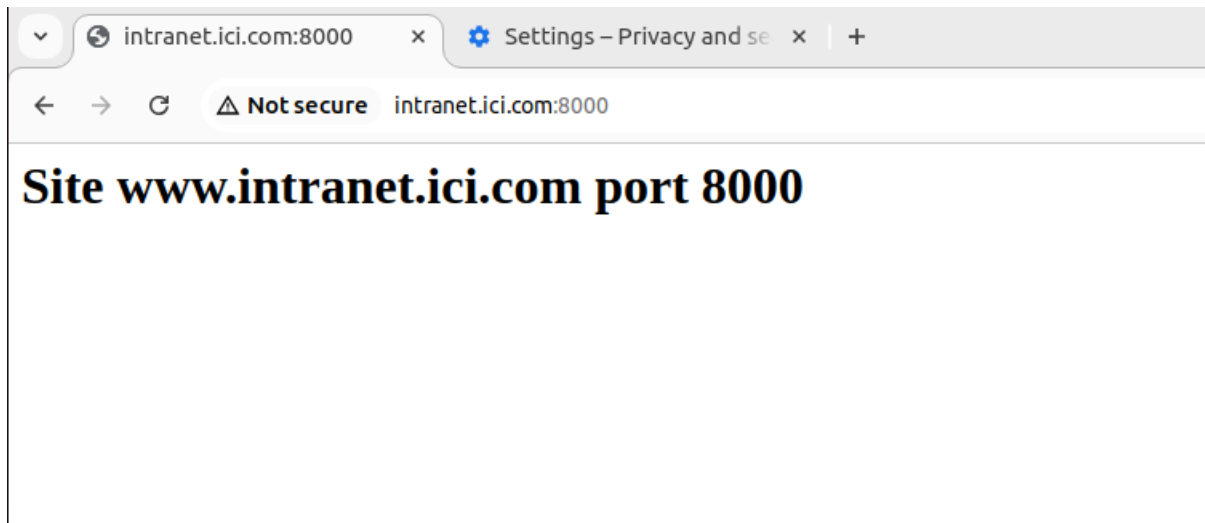 intranet.ici.com:8000
Settings – Privacy and se
Not secure intranet.ici.com:8000
Site www.intranet.ici.com port 8000